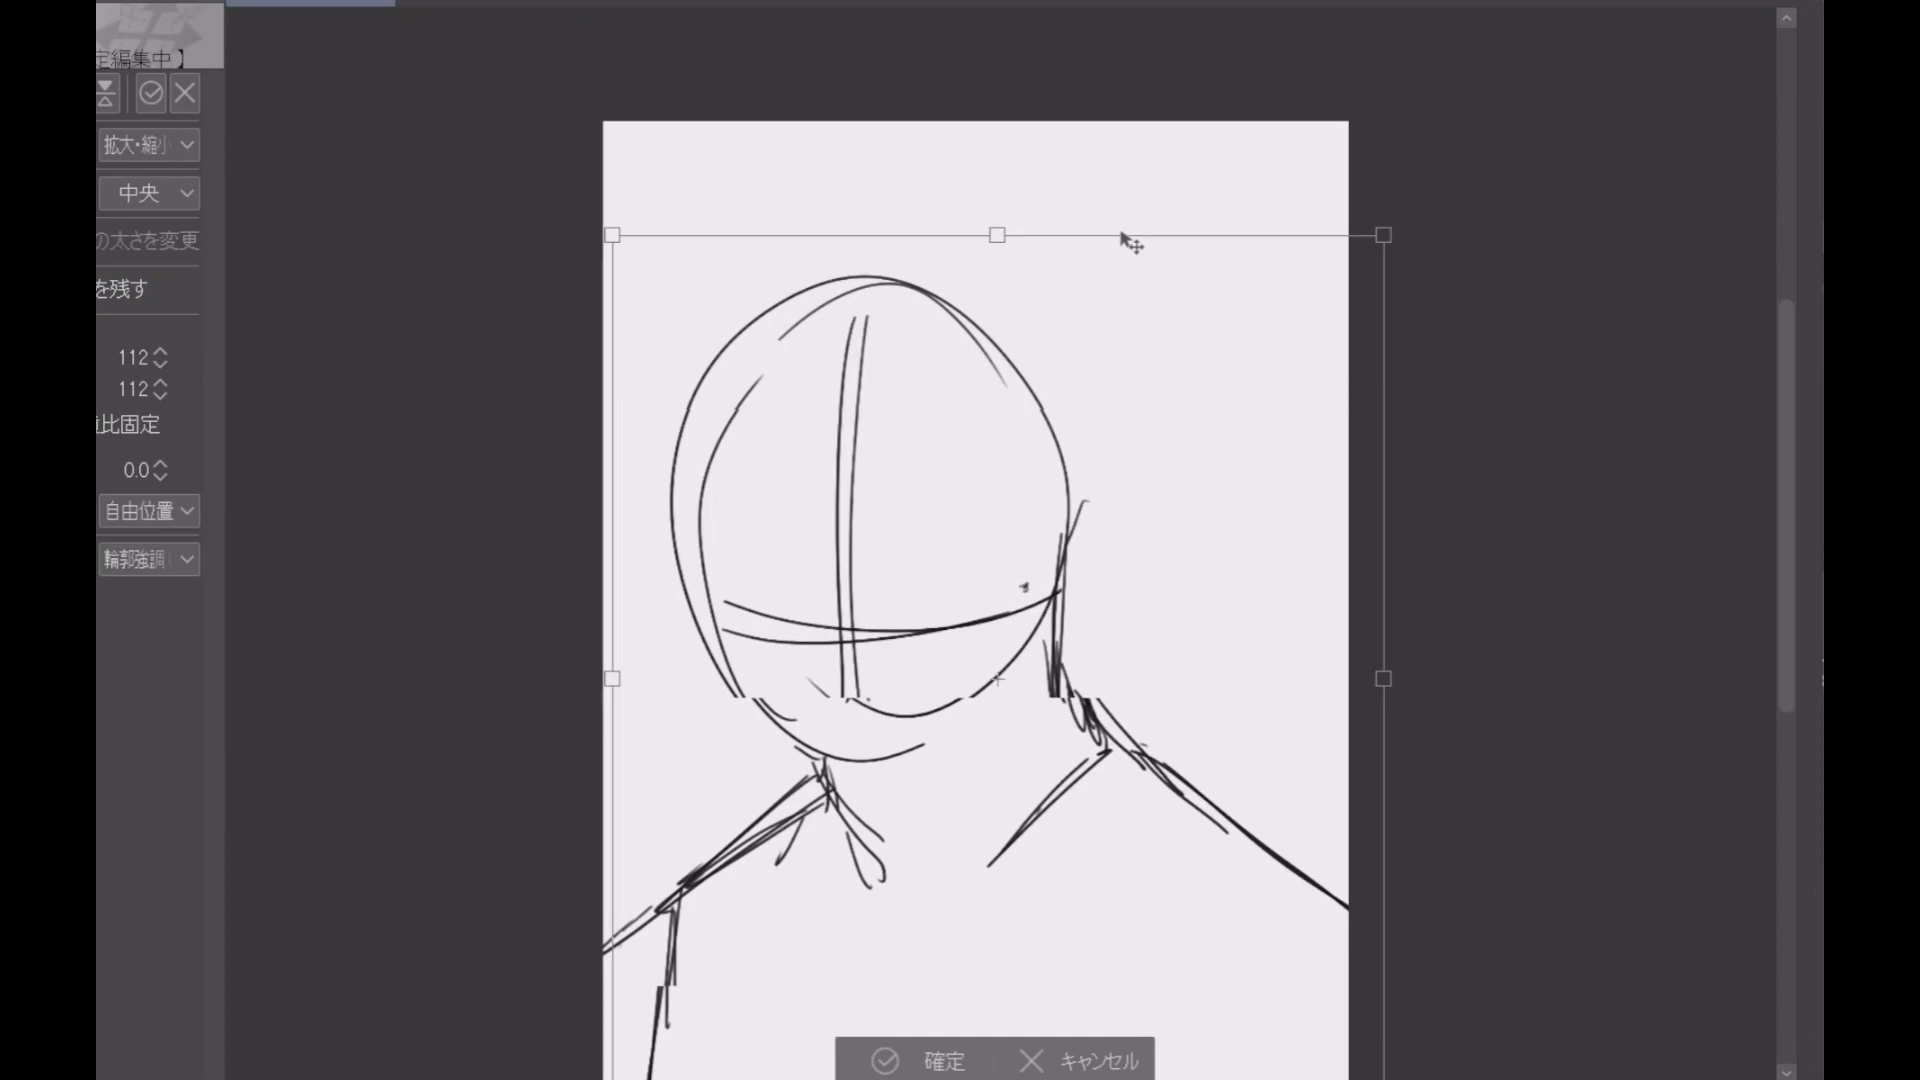 定編集中】
拡大・縮小
中央
の太さを変更
を残す
112
112
比固定
0.0
自由位置
輪郭強調
確定 キャンセル